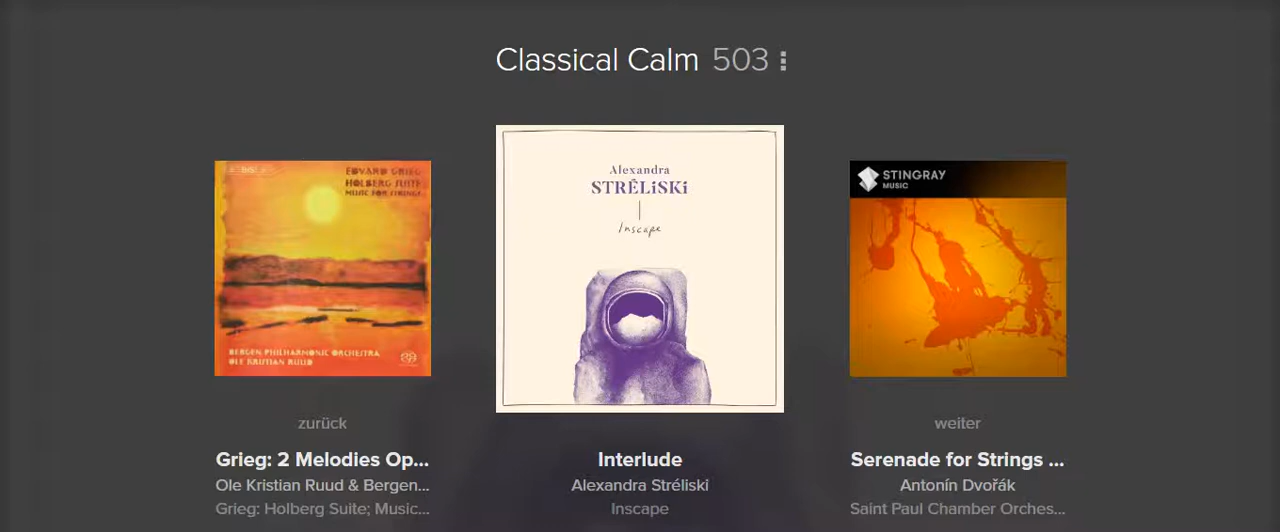 Classical Calm 503
EDVARD GRIEG
HOLBERG SUITE
MUSIC FOR STRINGS
BERGEN PHILHARMONIC ORCHESTRA
OLE KRISTIAN RUUD
zurück
Grieg: 2 Melodies Op...
Ole Kristian Ruud & Bergen...
Grieg: Holberg Suite; Music...
Alexandra
STRÉLiSKi
Inscape
Interlude
Alexandra Stréliski
Inscape
STINGRAY
MUSIC
weiter
Serenade for Strings ...
Antonín Dvořák
Saint Paul Chamber Orches...